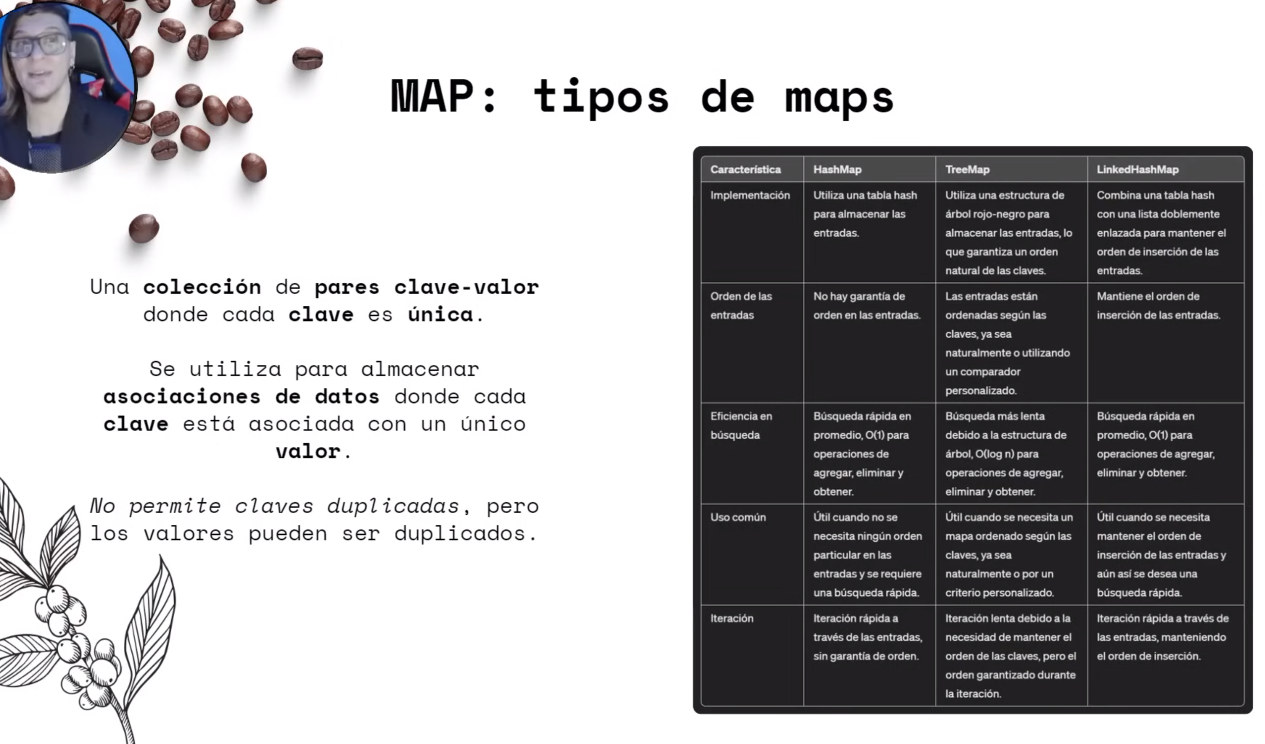 MAP: tipos de maps
Una colección de pares clave-valor
donde cada clave es única.
Se utiliza para almacenar
asociaciones de datos donde cada
clave está asociada con un único
valor.
No permite claves duplicadas, pero
los valores pueden ser duplicados.
Característica
HashMap
TreeMap
LinkedHashMap
Implementación
Utiliza una tabla hash
para almacenar las
entradas.
Utiliza una estructura de
árbol rojo-negro para
almacenar las entradas, lo
que garantiza un orden
natural de las claves.
Combina una tabla hash
con una lista doblemente
enlazada para mantener el
orden de inserción de las
entradas.
Orden de las
entradas
No hay garantía de
orden en las entradas.
Las entradas están
ordenadas según las
claves, ya sea
naturalmente o utilizando
un comparador
personalizado.
Mantiene el orden de
inserción de las entradas.
Eficiencia en
búsqueda
Búsqueda rápida en
promedio, O(1) para
operaciones de
agregar, eliminar y
obtener.
Búsqueda más lenta
debido a la estructura de
árbol, O(log n) para
operaciones de agregar,
eliminar y obtener.
Búsqueda rápida en
promedio, O(1) para
operaciones de agregar,
eliminar y obtener.
Uso común
Útil cuando no se
necesita ningún orden
particular en las
entradas y se requiere
una búsqueda rápida.
Útil cuando se necesita un
mapa ordenado según las
claves, ya sea
naturalmente o por un
criterio personalizado.
Útil cuando se necesita
mantener el orden de
inserción de las entradas y
aún así se desea una
búsqueda rápida.
Iteración
Iteración rápida a
través de las entradas,
sin garantía de orden.
Iteración lenta debido a la
necesidad de mantener el
orden de las claves, pero el
orden garantizado durante
la iteración.
Iteración rápida a través de
las entradas, manteniendo
el orden de inserción.